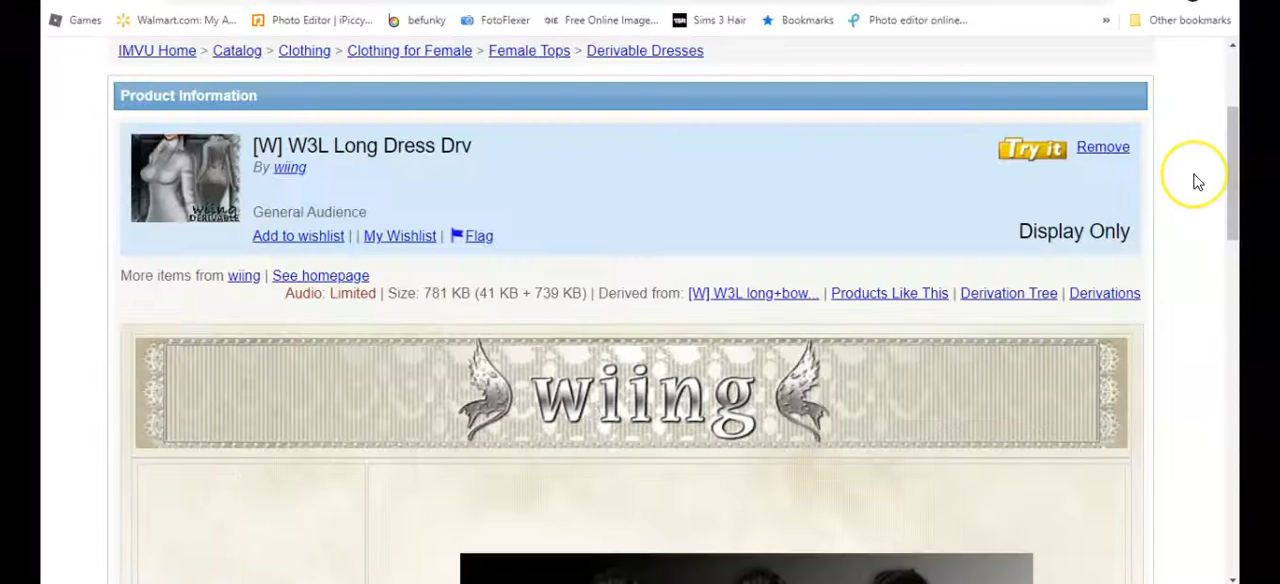 Games Walmart.com: My A... Photo Editor | iPiccy... befunky FotoFlexer Free Online Image... Sims 3 Hair Bookmarks Photo editor online... » Other bookmarks
IMVU Home > Catalog > Clothing > Clothing for Female > Female Tops > Derivable Dresses
Product Information
[W] W3L Long Dress Drv
By wiing
Try it Remove
General Audience
Add to wishlist | | My Wishlist | Flag
Display Only
wiing
DERIVABLE
More items from wiing | See homepage
Audio: Limited | Size: 781 KB (41 KB + 739 KB) | Derived from: [W] W3L long+bow... | Products Like This | Derivation Tree | Derivations
wiing